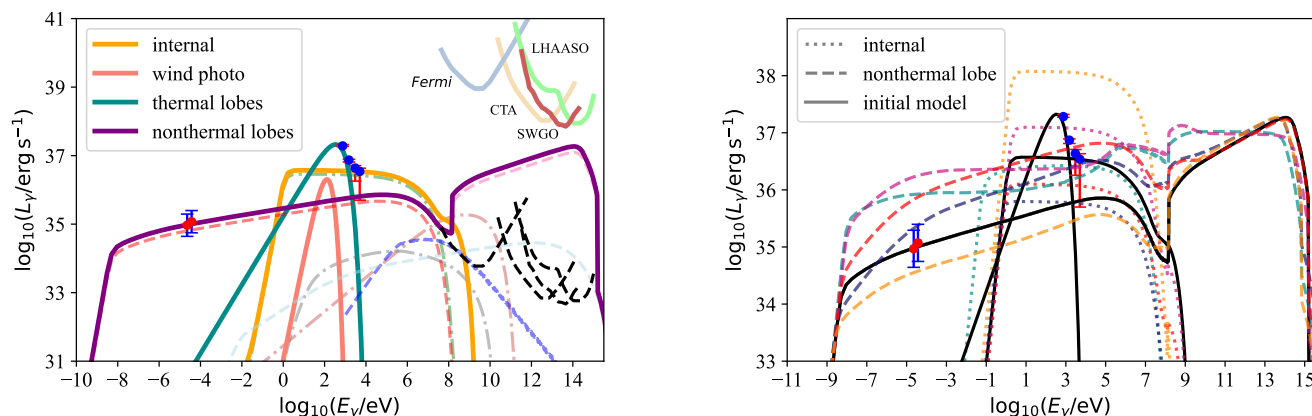 41
39
37
35
33
31
log₁₀(Lγ/erg s⁻¹)
internal
wind photo
thermal lobes
nonthermal lobes
Fermi
LHAASO
CTA
SWGO
−10 −8 −6 −4 −2 0 2 4 6 8 10 12 14
log₁₀(Eγ/eV)
38
37
36
35
34
33
log₁₀(Lγ/erg s⁻¹)
internal
nonthermal lobe
initial model
−11 −9 −7 −5 −3 −1 1 3 5 7 9 11 13 15
log₁₀(Eγ/eV)